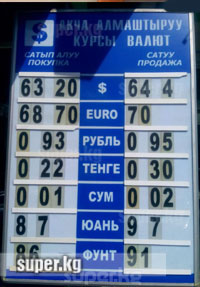 $ АКЧА АЛМАШТЫРУУ
КУРСЫ ВАЛЮТ
САТЫП АЛУУ САТУУ
ПОКУПКА ПРОДАЖА
63 20 $ 64 4
68 70 EURO 70
0 93 РУБЛЬ 0 95
0 22 ТЕНГЕ 0 30
0 01 СУМ 0 02
8 7 ЮАНЬ 9 7
86 ФУНТ 91
super.kg